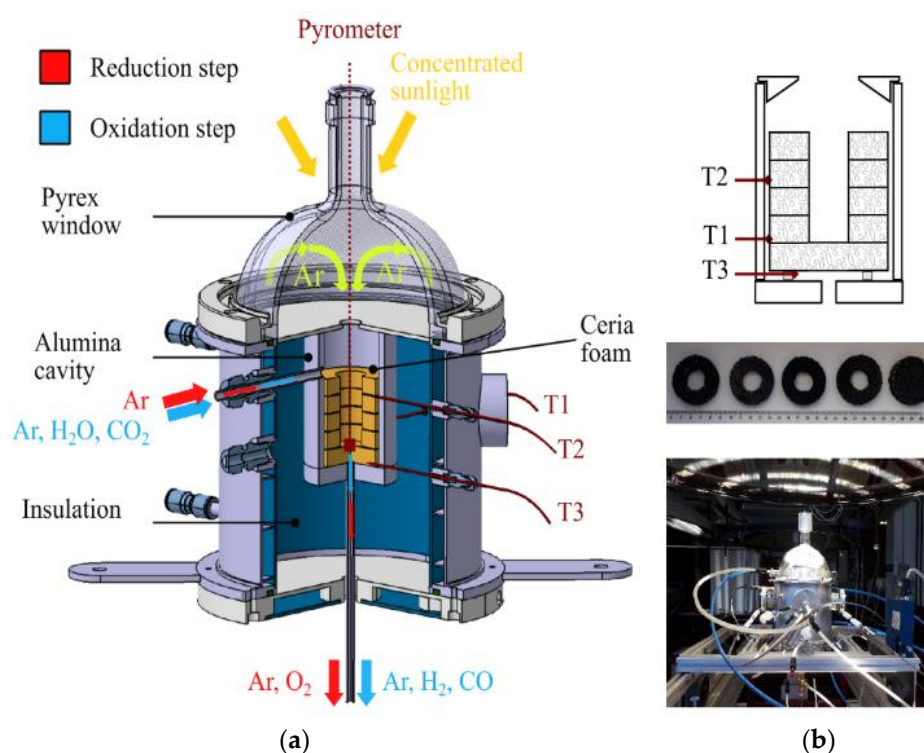 Pyrometer
Reduction step
Oxidation step
Concentrated
sunlight
Pyrex
window
Ar
Ar
Alumina
cavity
Ceria
foam
Ar
Ar, H₂O, CO₂
T1
T2
T3
Insulation
Ar, O₂
Ar, H₂, CO
(a)
T2
T1
T3
(b)